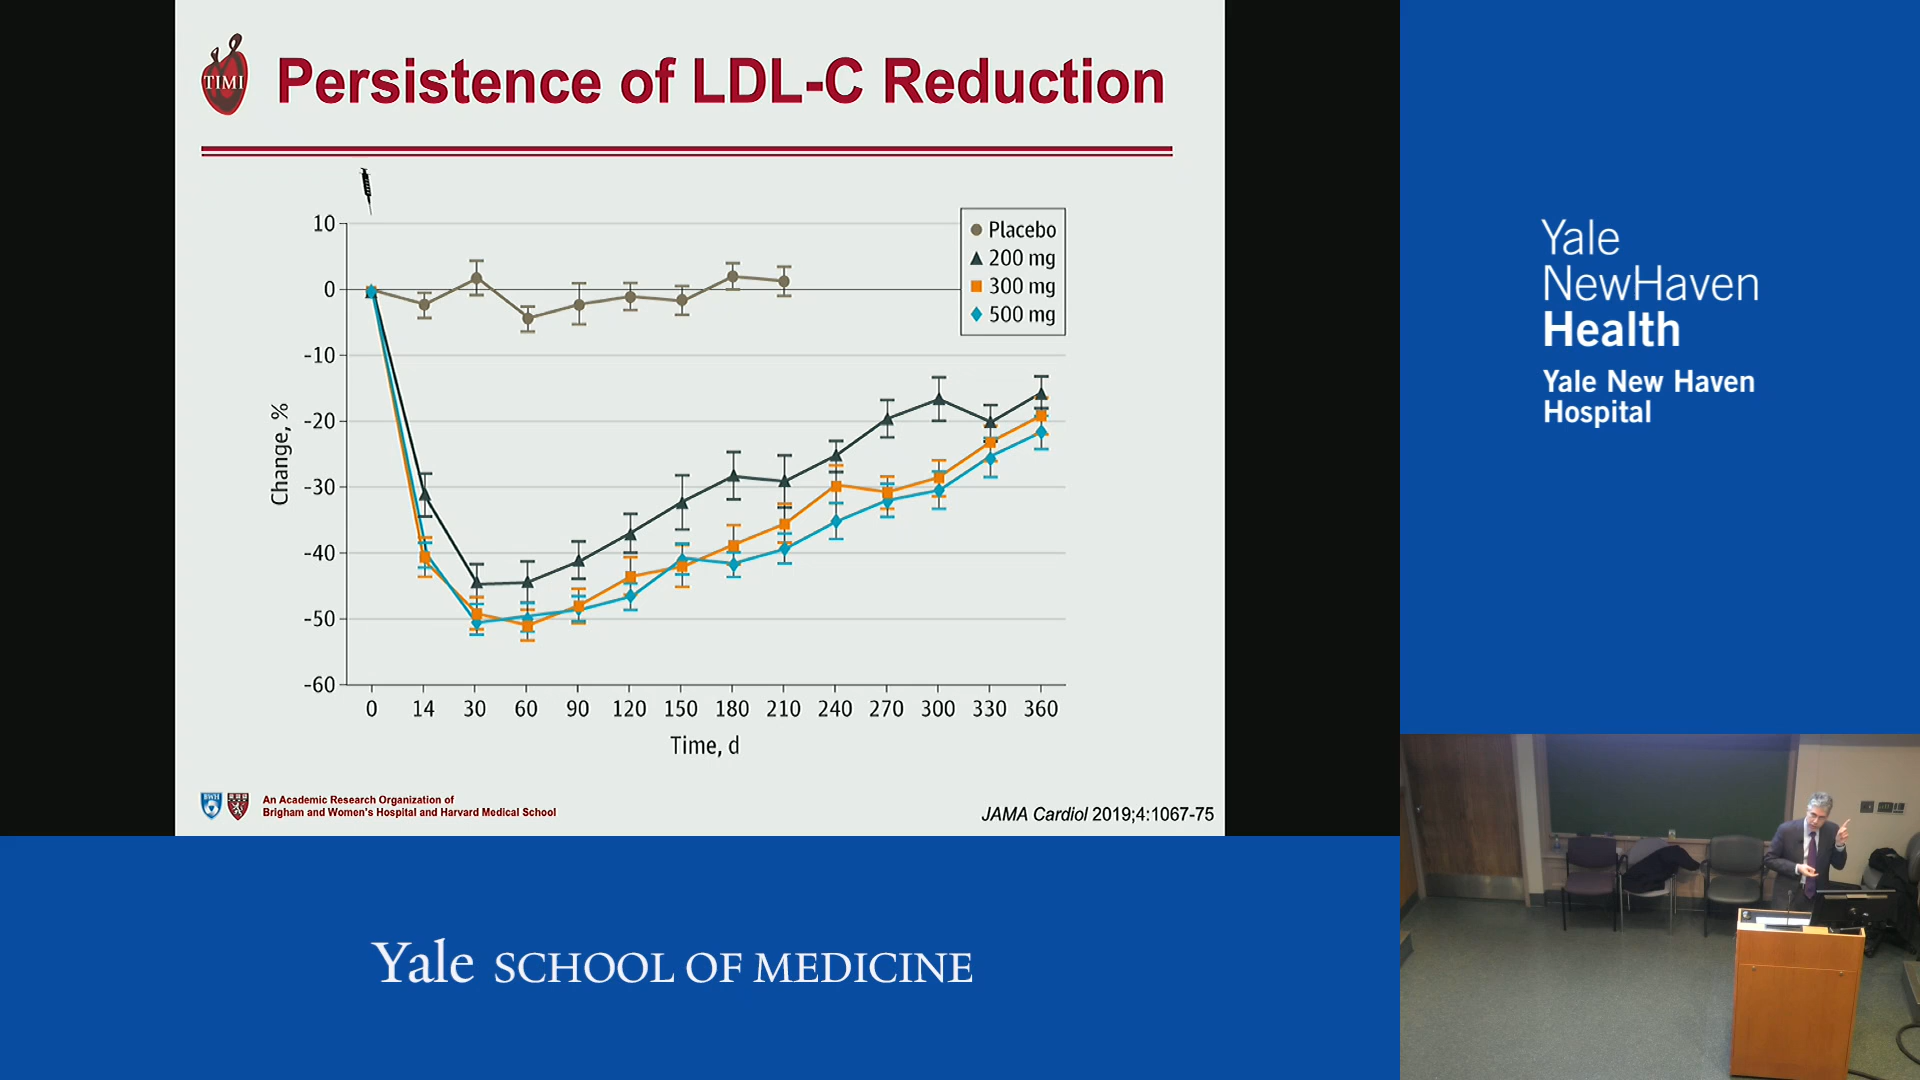 TIMI
Persistence of LDL-C Reduction
Placebo
200 mg
300 mg
500 mg
10
0
-10
-20
-30
-40
-50
-60
Change, %
0 14 30 60 90 120 150 180 210 240 270 300 330 360
Time, d
BWH
An Academic Research Organization of
Brigham and Women's Hospital and Harvard Medical School
JAMA Cardiol 2019;4:1067-75
Yale
NewHaven
Health
Yale New Haven
Hospital
Yale SCHOOL OF MEDICINE